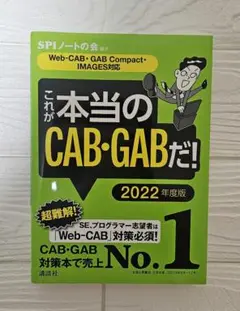 SPIノートの会
Web-CAB・GAB Compact・
IMAGES対応
これが
本当の
CAB・GABだ!
2022年度版
超難解!
SE、プログラマー志望者は
「Web-CAB」対策必須!
CAB・GAB
対策本で売上
No.1
講談社